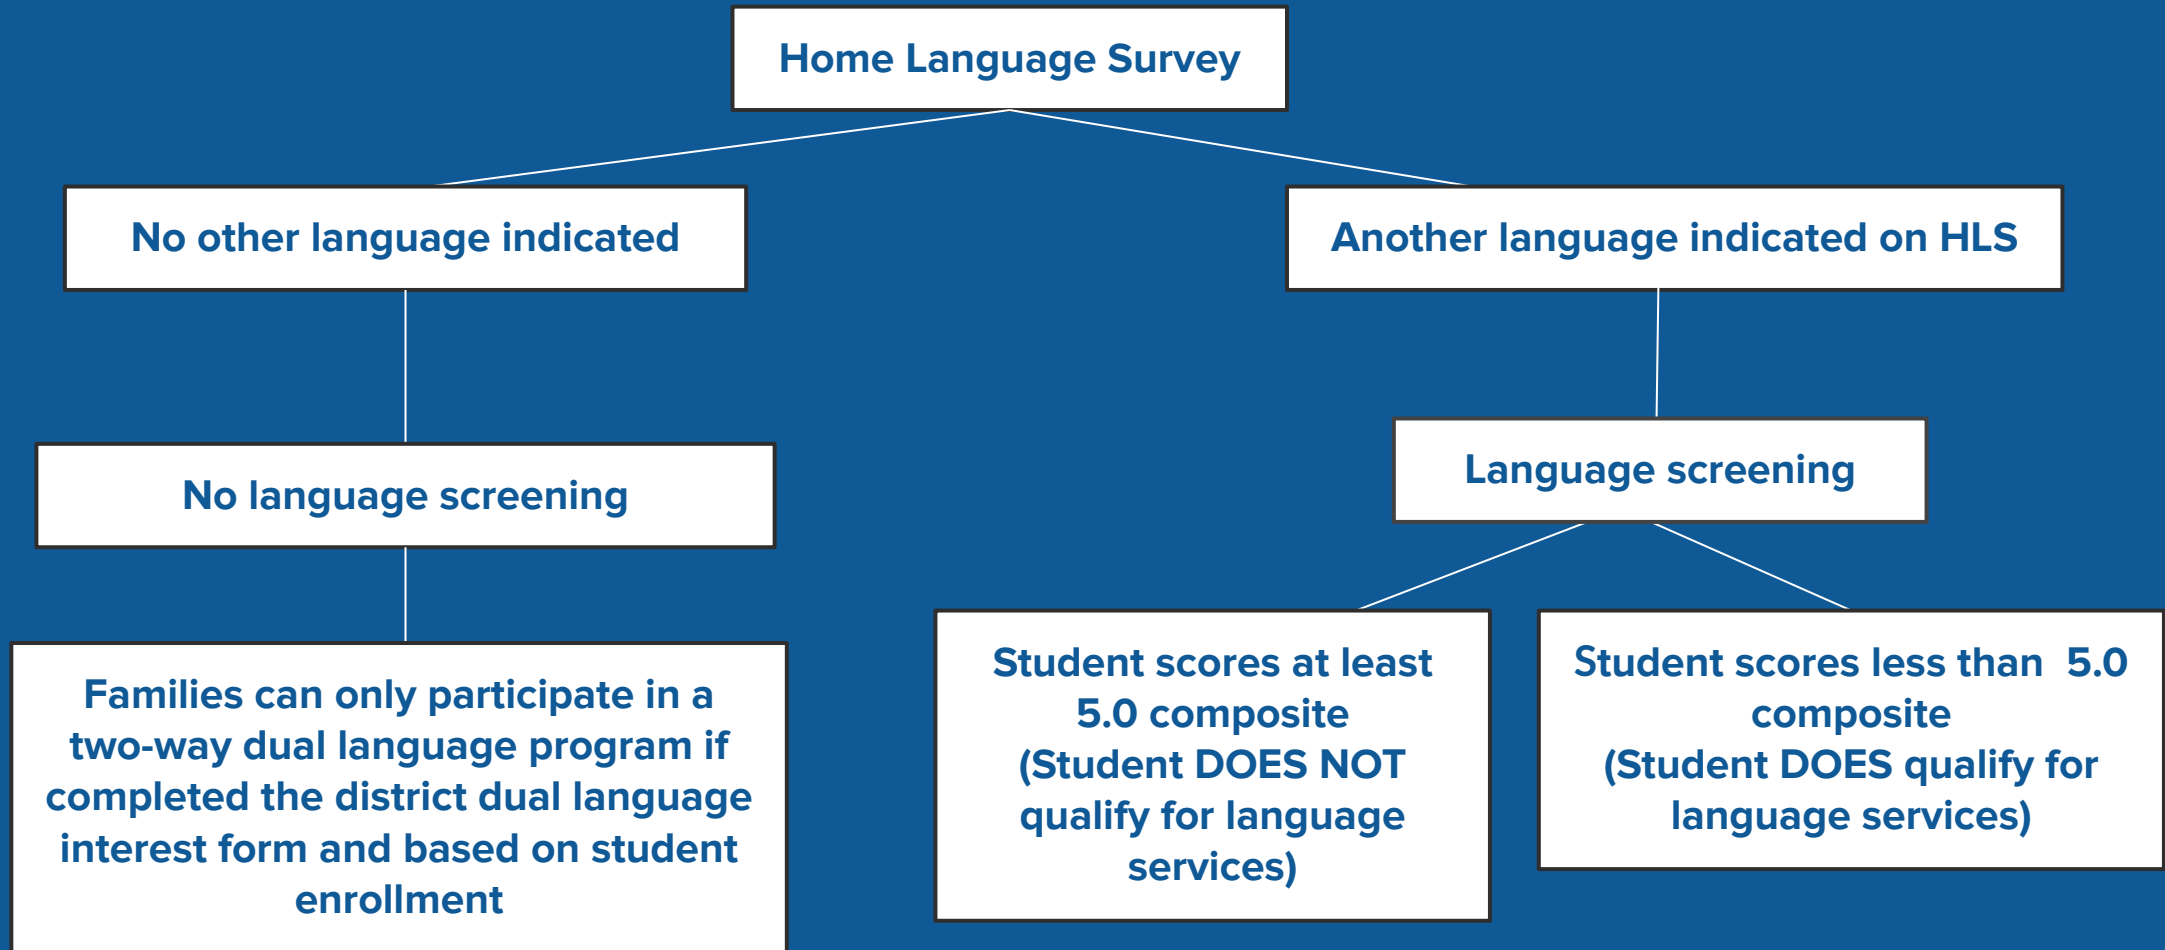 Home Language Survey
No other language indicated
Another language indicated on HLS
No language screening
Language screening
Families can only participate in a
two-way dual language program if
completed the district dual language
interest form and based on student
enrollment
Student scores at least
5.0 composite
(Student DOES NOT
qualify for language
services)
Student scores less than  5.0
composite
(Student DOES qualify for
language services)